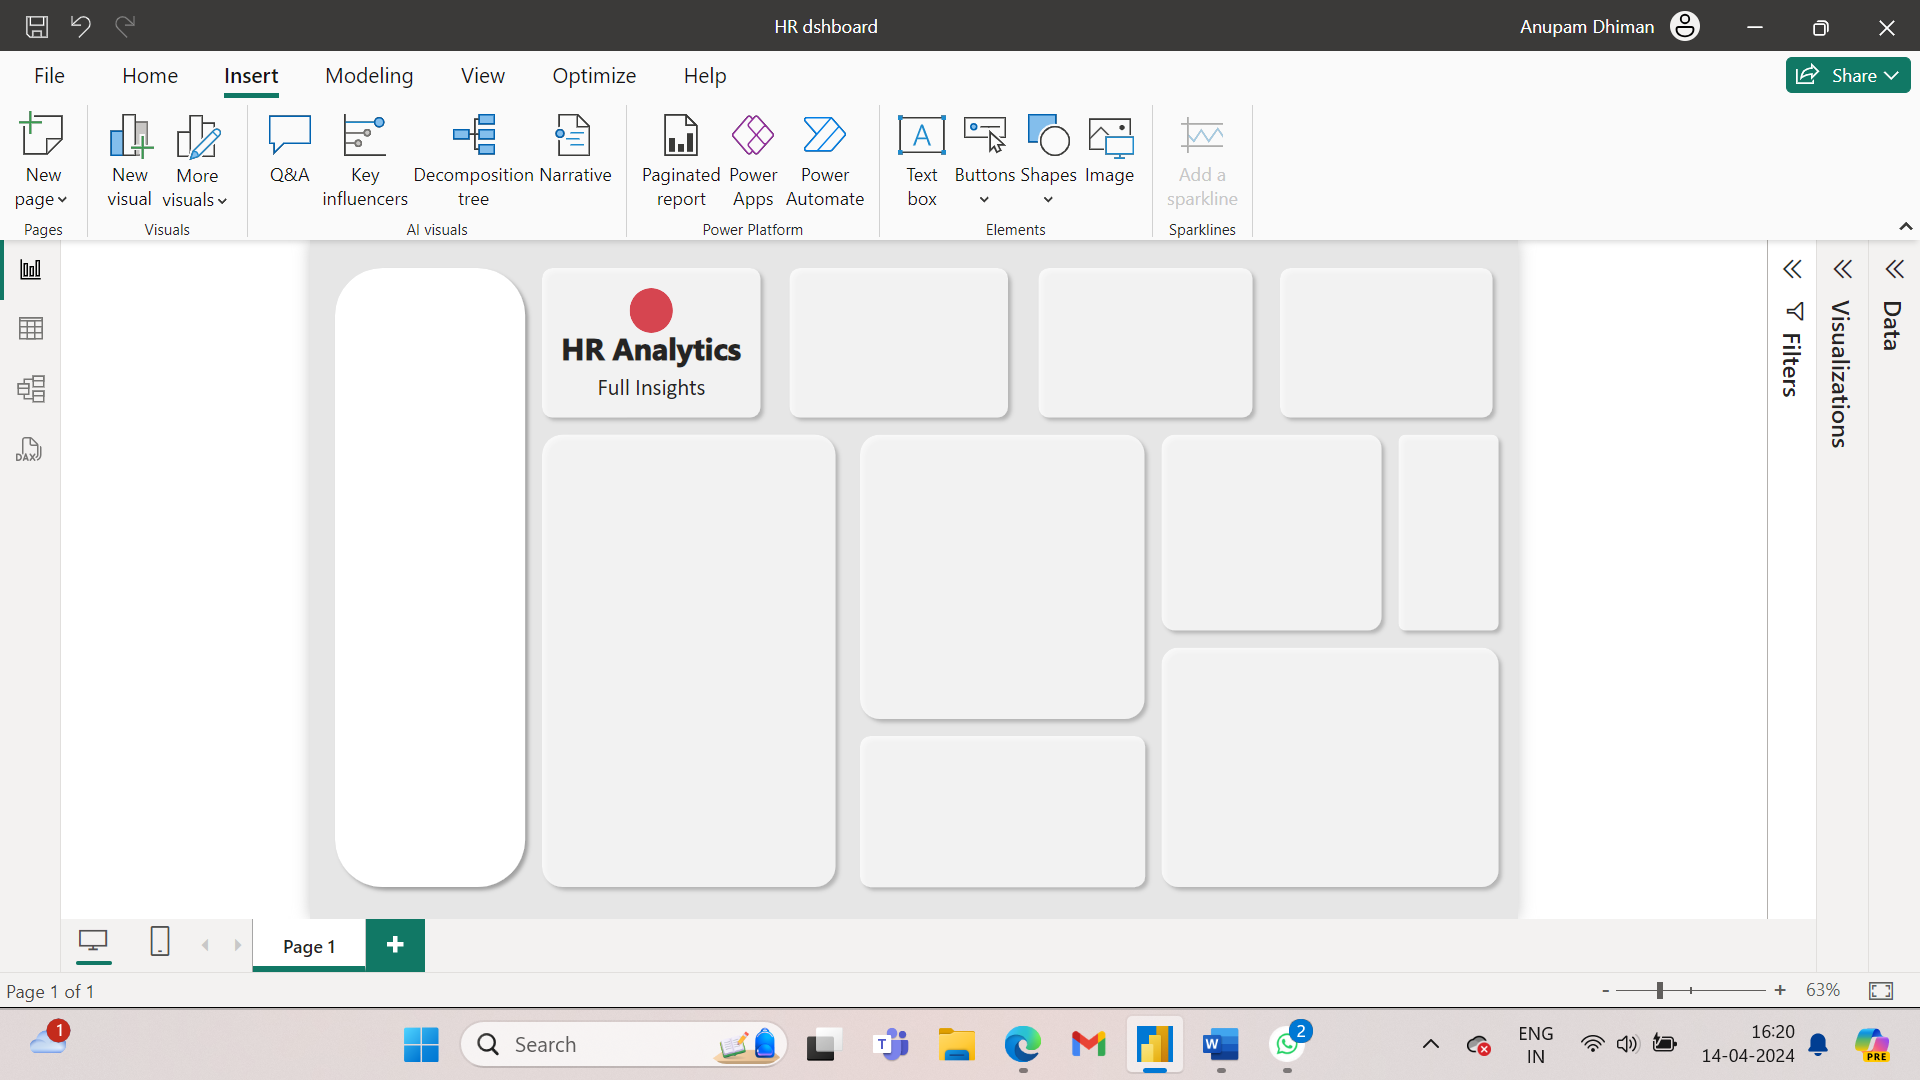 HR dshboard
Anupam Dhiman
File Home Insert Modeling View Optimize Help
Share
New page
New visual
More visuals
Q&A
Key influencers
Decomposition tree
Narrative
Paginated report
Power Apps
Power Automate
Text box
Buttons
Shapes
Image
Add a sparkline
Pages
Visuals
AI visuals
Power Platform
Elements
Sparklines
DAX
HR Analytics
Full Insights
Filters
Visualizations
Data
Page 1
+
Page 1 of 1
- + 63%
1
Search
T
W
2
ENG
IN
16:20
14-04-2024
PRE